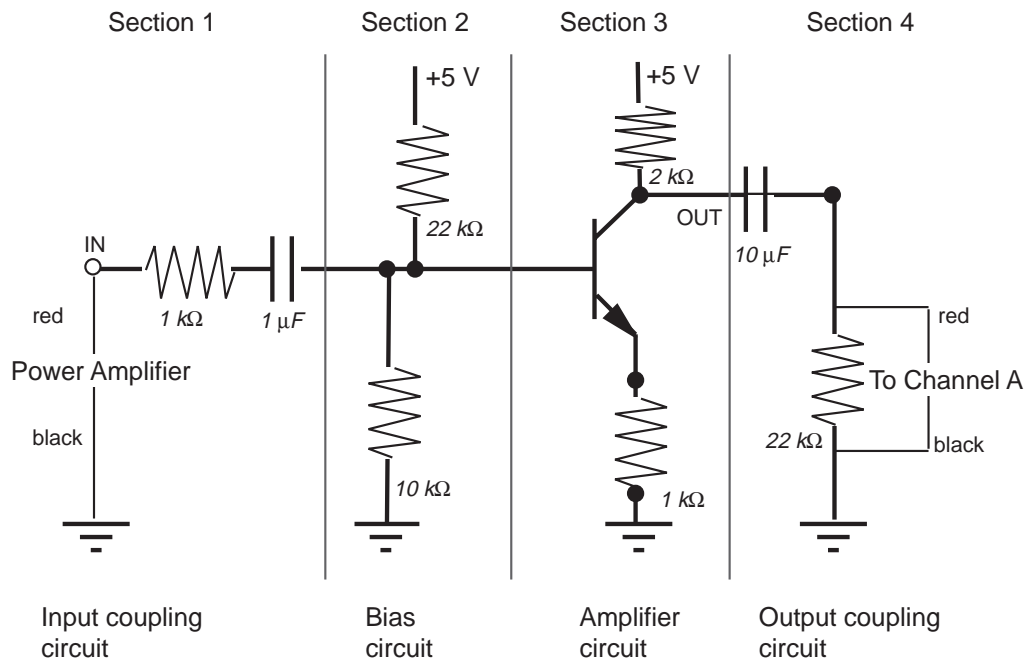 Section 1
Section 2
Section 3
Section 4
+5 V
+5 V
22 kΩ
2 kΩ
OUT
10 µF
IN
1 kΩ
1 µF
red
Power Amplifier
black
10 kΩ
1 kΩ
red
To Channel A
22 kΩ
black
Input coupling
circuit
Bias
circuit
Amplifier
circuit
Output coupling
circuit